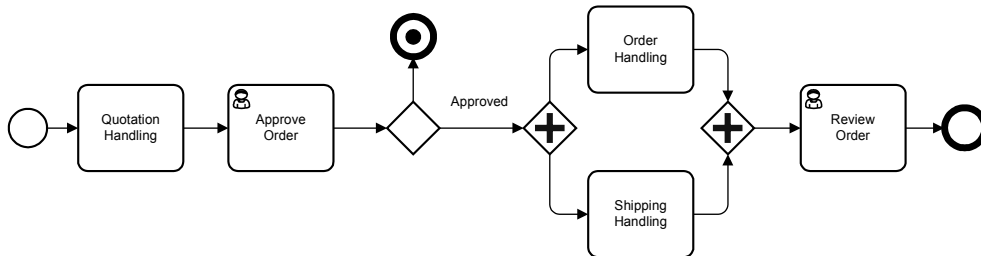 Quotation
Handling
Approve
Order
Approved
Order
Handling
Shipping
Handling
Review
Order